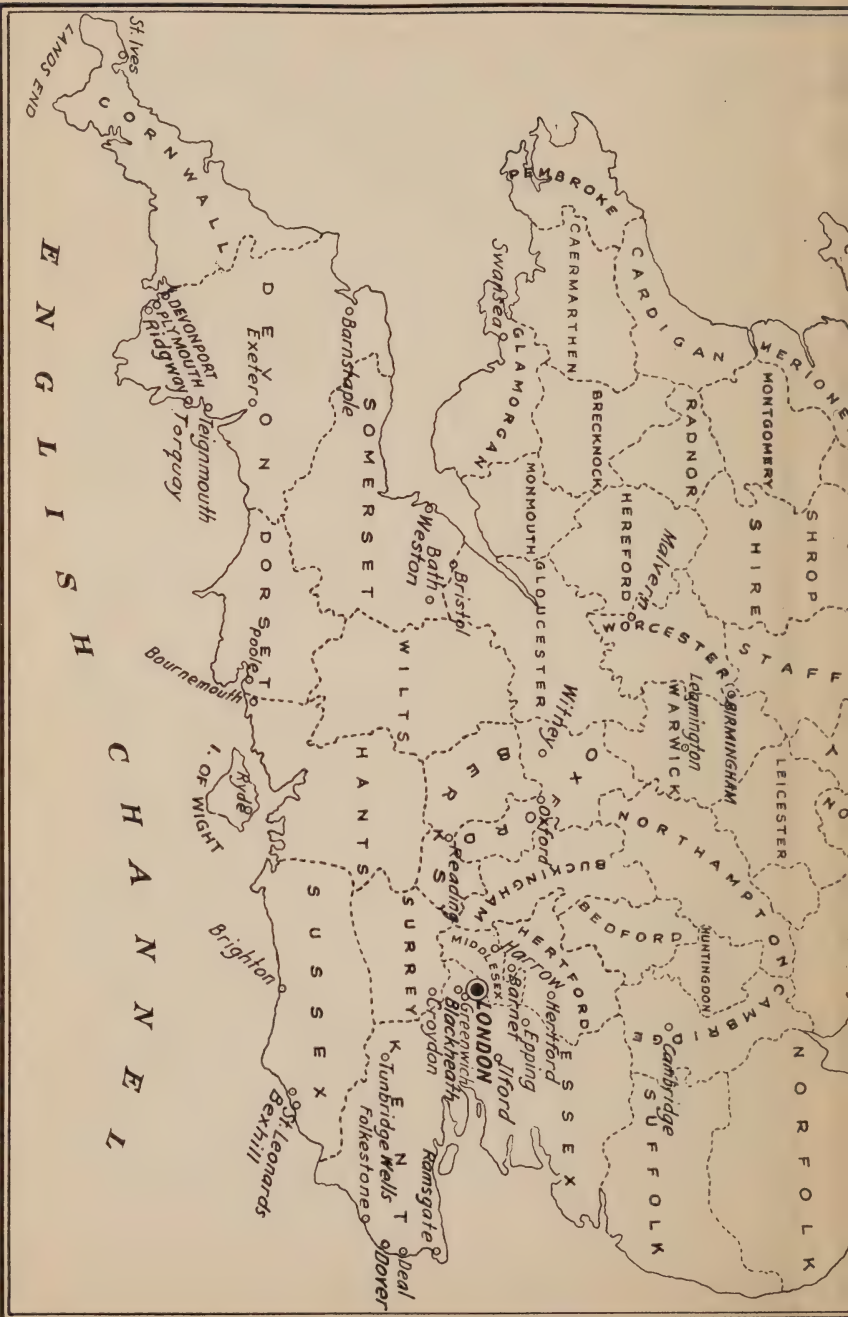 St. Ives
LANDS END
CORNWALL
ENGLISH CHANNEL
DEVONPORT
PLYMOUTH
Ridgway
Torquay
Teignmouth
DEVON
Exeter
Barnstaple
SOMERSET
DORSET
Poole
Bournemouth
I. OF WIGHT
Ryde
Weston
Bath
Bristol
WILTS
HANTS
PEMBROKE
CAERMARTHEN
CARDIGAN
Swansea
GLAMORGAN
BRECKNOCK
RADNOR
MERIONE
MONTGOMERY
MONMOUTH
HEREFORD
SHROP
SHIRE
GLOUCESTER
Malvern
WORCESTER
STAFF
BIRMINGHAM
Leamington
WARWICK
LEICESTER
NO
T
Witney
OXFORD
Oxford
BERKS
Reading
BUCKINGHAM
NORTHAMPTON
BEDFORD
HUNTINGDON
HERTFORD
MIDDLESEX
Harrow
Barnet
Hertford
Epping
Ilford
LONDON
Greenwich
Blackheath
Croydon
SURREY
SUSSEX
Brighton
St. Leonards
Bexhill
KENT
Tunbridge Wells
Folkestone
Ramsgate
Deal
Dover
ESSEX
CAMBRIDGE
Cambridge
SUFFOLK
NORFOLK